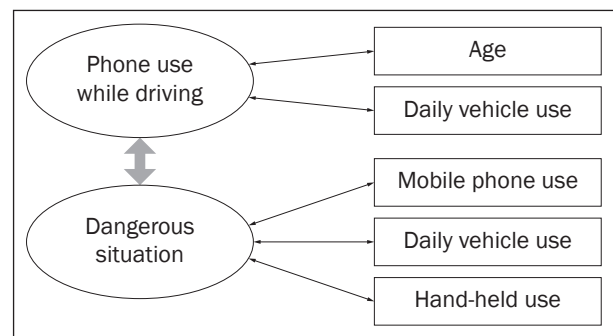 Phone use
while driving
Age
Daily vehicle use
Dangerous
situation
Mobile phone use
Daily vehicle use
Hand-held use